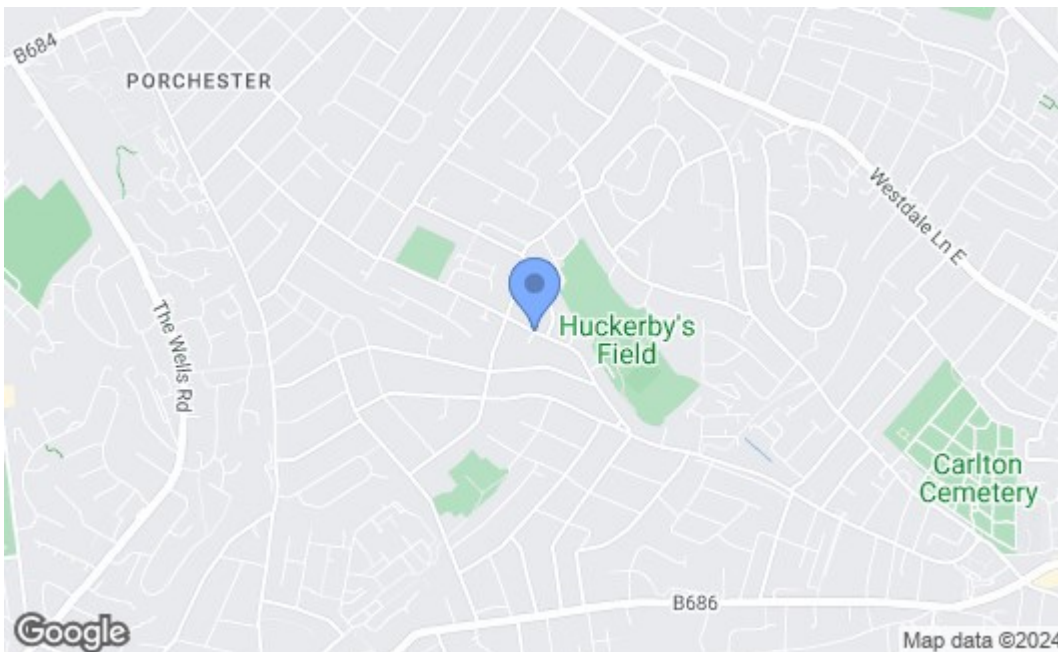 B684
PORCHESTER
Westdale Ln E
The Wells Rd
Huckerby's
Field
Carlton
Cemetery
B686
Google
Map data ©2024